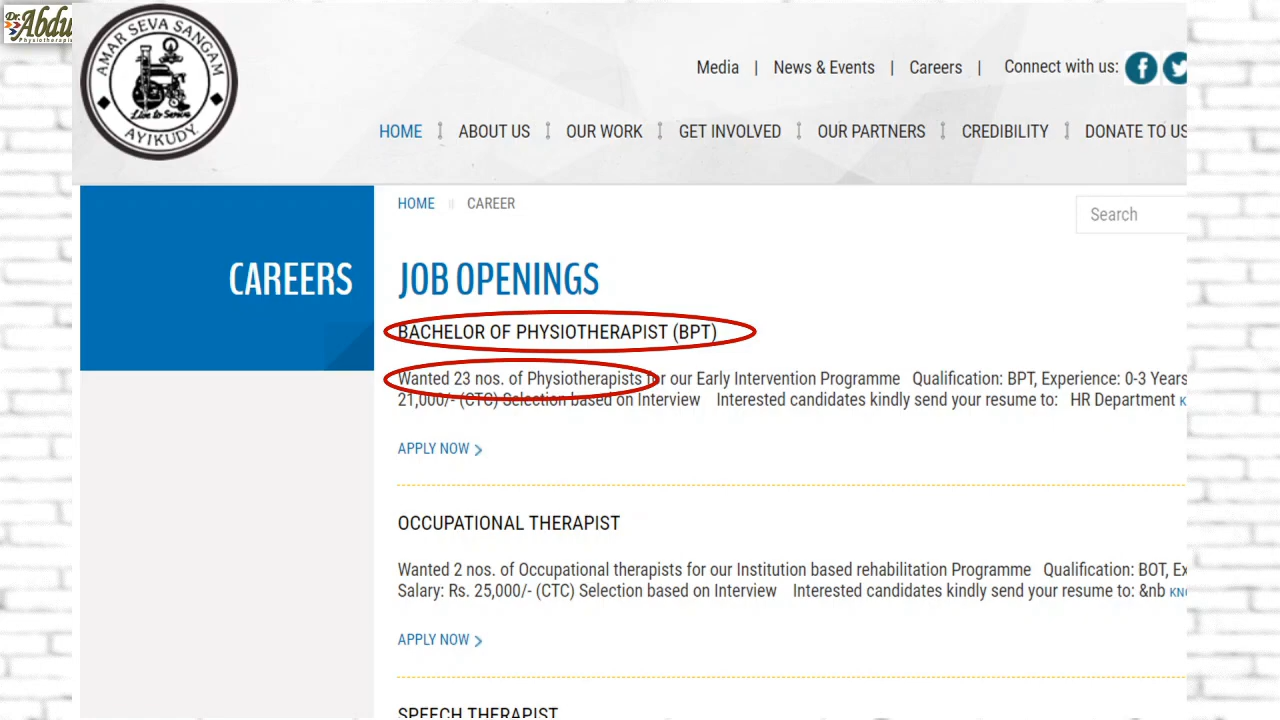 Dr. Abdu
Physiotherapis
AMAR SEVA SANGAM
Live to Serve
AYIKUDY.
Media | News & Events | Careers | Connect with us:
HOME ABOUT US OUR WORK GET INVOLVED OUR PARTNERS CREDIBILITY DONATE TO US
HOME CAREER
Search
CAREERS
JOB OPENINGS
BACHELOR OF PHYSIOTHERAPIST (BPT)
Wanted 23 nos. of Physiotherapists for our Early Intervention Programme Qualification: BPT, Experience: 0-3 Years
21,000/- (CTC) Selection based on Interview Interested candidates kindly send your resume to: HR Department K
APPLY NOW
OCCUPATIONAL THERAPIST
Wanted 2 nos. of Occupational therapists for our Institution based rehabilitation Programme Qualification: BOT, Ex
Salary: Rs. 25,000/- (CTC) Selection based on Interview Interested candidates kindly send your resume to: &nb KNO
APPLY NOW
SPEECH THERAPIST